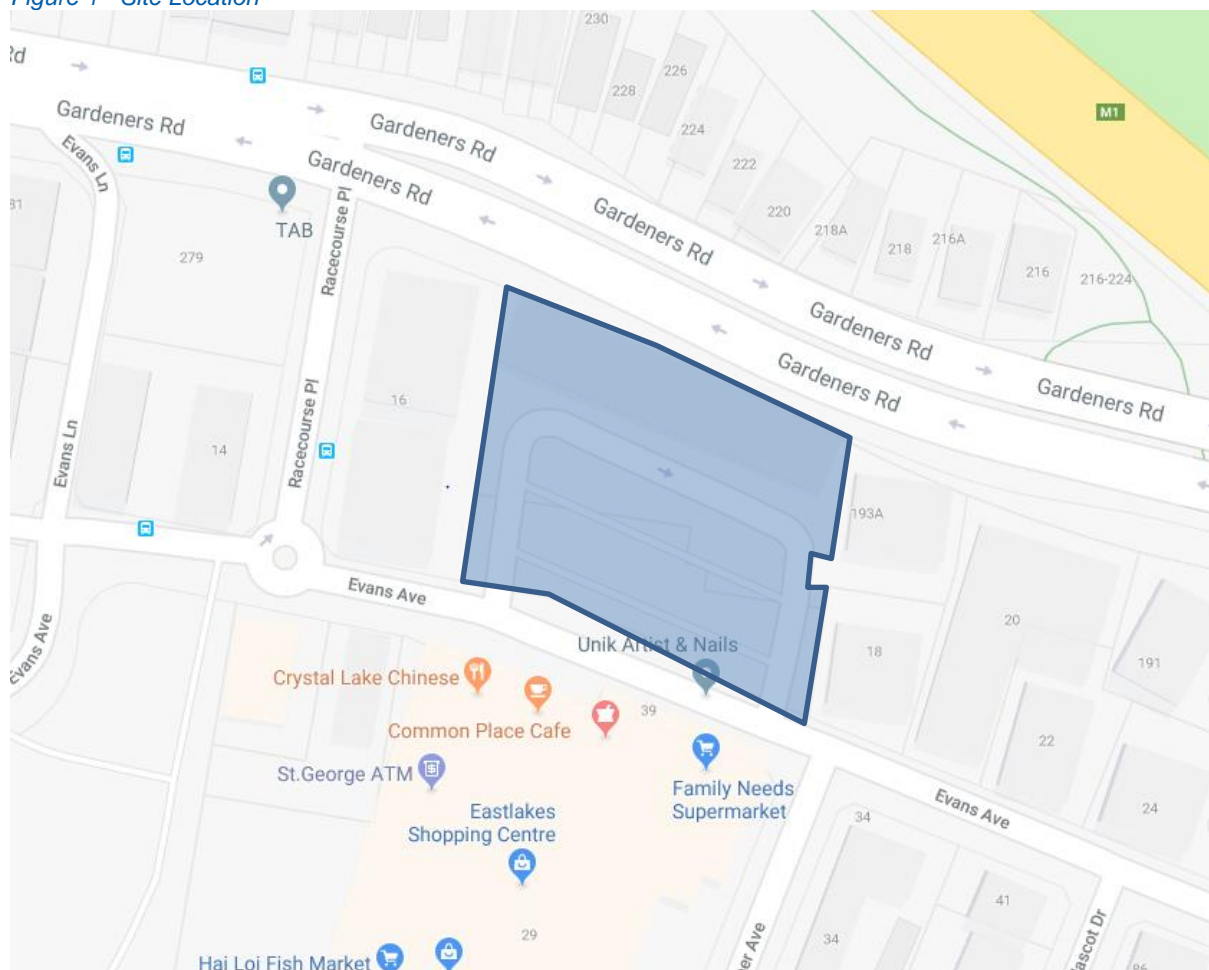 Figure 1 - Site Location
230
Rd
226
228
M1
Gardeners Rd
Gardeners Rd
224
Evans Ln
Gardeners Rd
222
Racecourse Pl
TAB
Gardeners Rd
220
218A
218
216A
216
216-224
279
Gardeners Rd
Gardeners Rd
Gardeners Rd
16
Racecourse Pl
Evans Ln
14
193A
Evans Ave
Evans Ave
Unik Artist & Nails
18
20
191
Crystal Lake Chinese
39
Common Place Cafe
22
St.George ATM
Family Needs
Supermarket
Evans Ave
24
Eastlakes
Shopping Centre
34
41
29
34
Hai Loi Fish Market